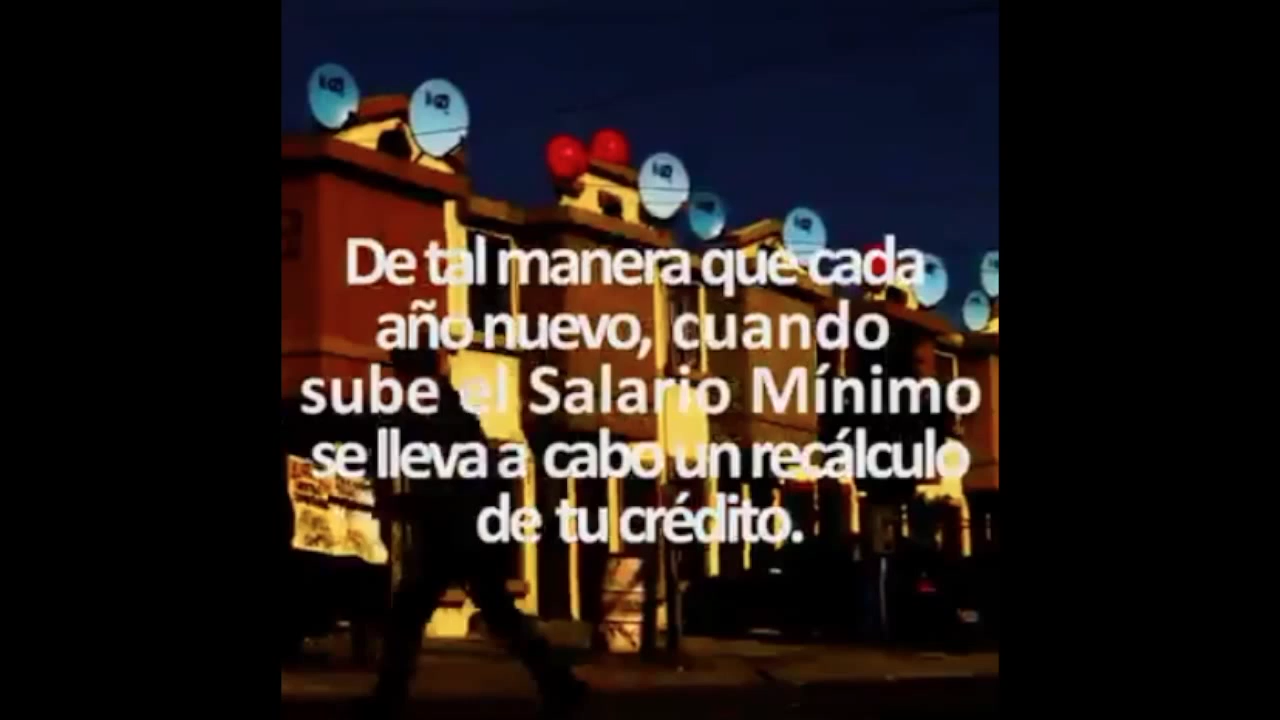 De tal manera que cada
año nuevo, cuando
sube el Salario Mínimo
se lleva a cabo un recálculo
de tu crédito.